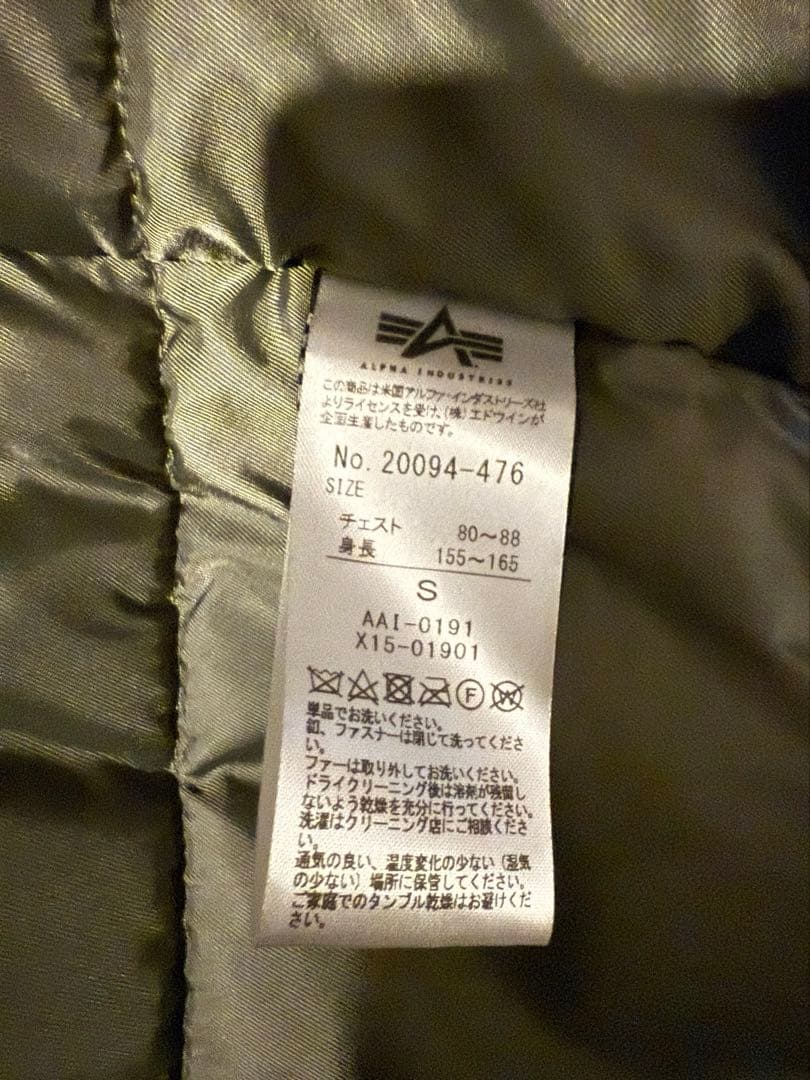 ALPHA INDUSTRIES
この商品は米国アルファ・インダストリーズ社
よりライセンスを受け、(株)エドウインが
企画生産したものです。
No. 20094-476
SIZE
チェスト 80～88
身長 155～165
S
AAI-0191
X15-01901
F W
単品でお洗いください。
釦、ファスナーは閉じて洗ってくださ
い。
ファーは取り外してお洗いください。
ドライクリーニング後は溶剤が残留し
ないよう乾燥を充分に行ってください。
洗濯はクリーニング店にご相談くださ
い。
通気の良い、温度変化の少ない(湿気
の少ない)場所に保管してください。
ご家庭でのタンブル乾燥はお避けくだ
さい。